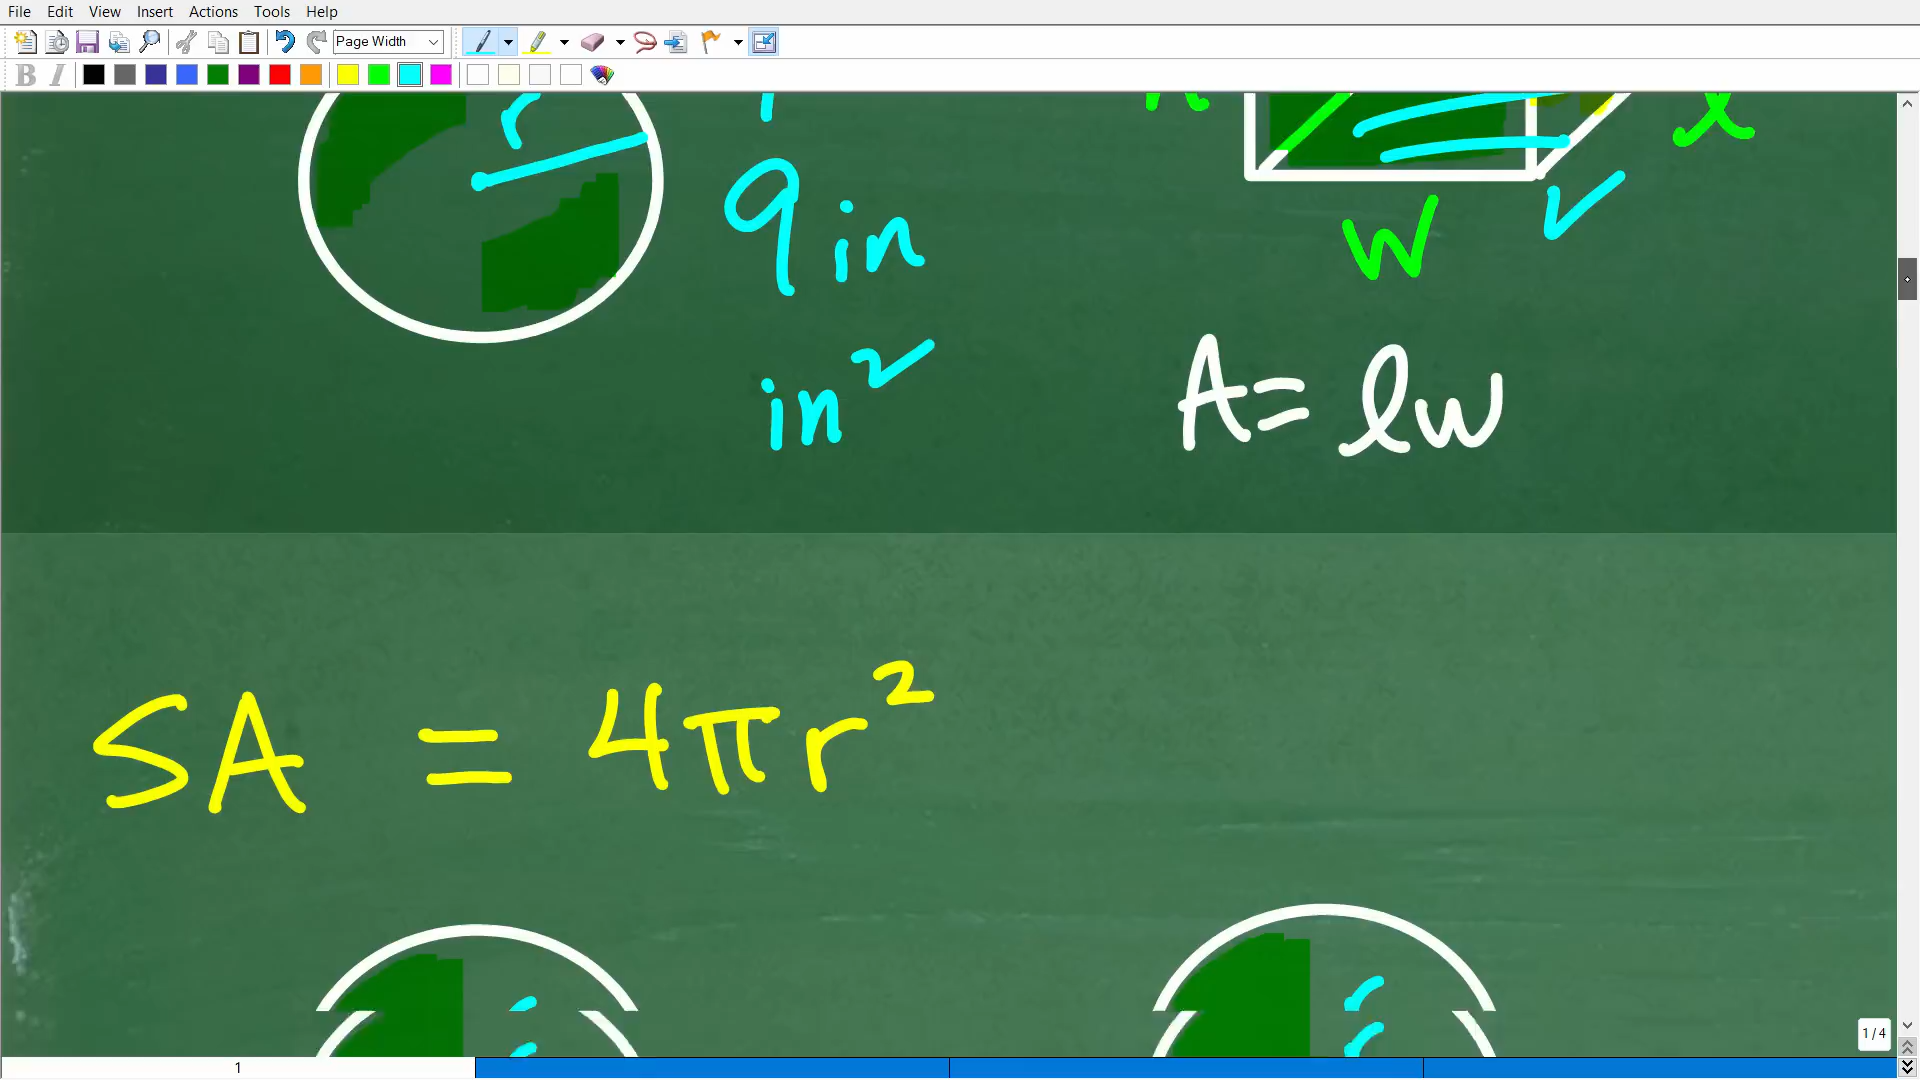 File Edit View Insert Actions Tools Help
Page Width
B I
r
9 in
w
in²
A = lw
SA = 4πr²
1 / 4
1